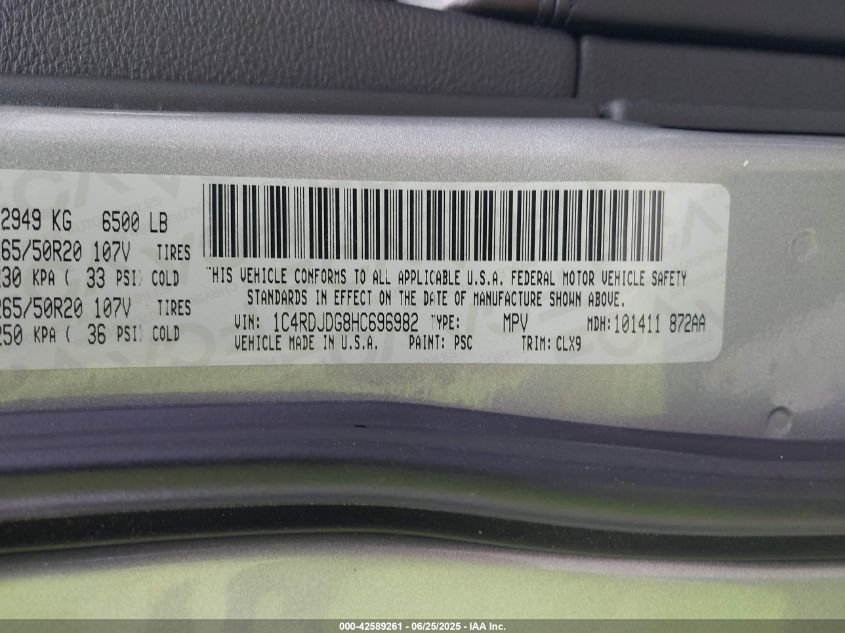 2949 KG 6500 LB
65/50R20 107V TIRES
230 KPA ( 33 PSI) COLD
265/50R20 107V TIRES
250 KPA ( 36 PSI) COLD
THIS VEHICLE CONFORMS TO ALL APPLICABLE U.S.A. FEDERAL MOTOR VEHICLE SAFETY
STANDARDS IN EFFECT ON THE DATE OF MANUFACTURE SHOWN ABOVE.
VIN: 1C4RDJDG8HC696982 TYPE: MPV MDH: 101411 872AA
VEHICLE MADE IN U.S.A. PAINT: PSC TRIM: CLX9
000-42589261 - 06/25/2025 - IAA Inc.